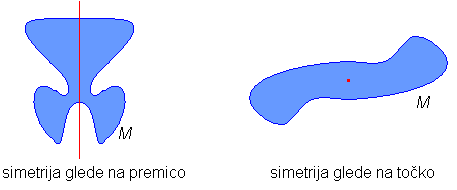 M
M
simetrija glede na premico
simetrija glede na točko